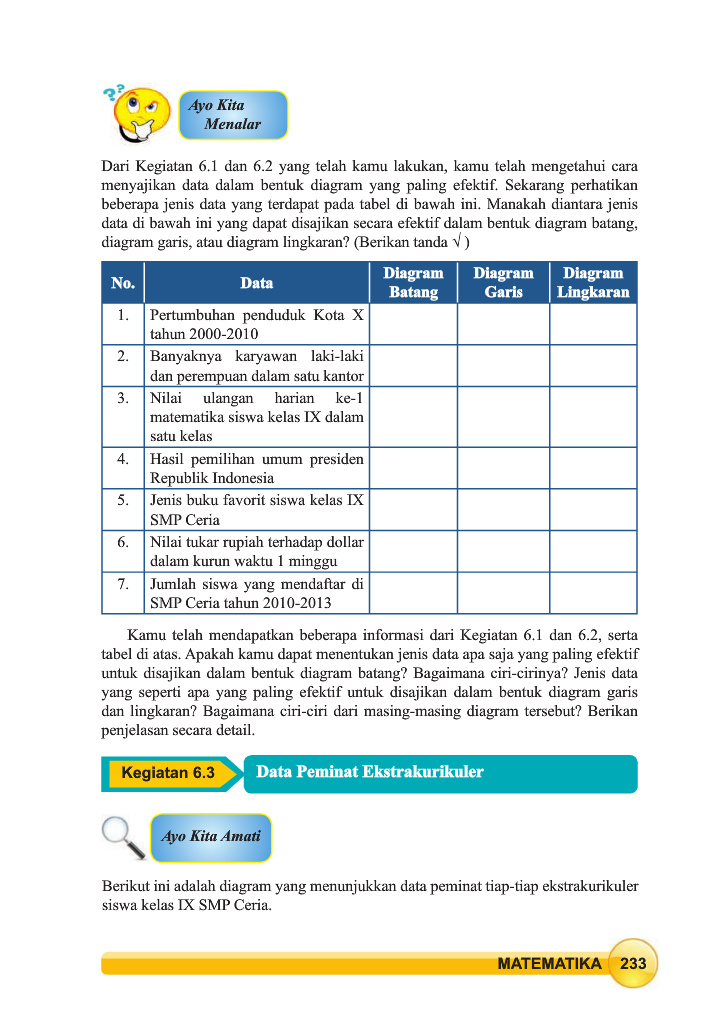 ??
Ayo Kita
Menalar
Dari Kegiatan 6.1 dan 6.2 yang telah kamu lakukan, kamu telah mengetahui cara
menyajikan data dalam bentuk diagram yang paling efektif. Sekarang perhatikan
beberapa jenis data yang terdapat pada tabel di bawah ini. Manakah diantara jenis
data di bawah ini yang dapat disajikan secara efektif dalam bentuk diagram batang,
diagram garis, atau diagram lingkaran? (Berikan tanda √ )
No. Data Diagram Batang Diagram Garis Diagram Lingkaran
1. Pertumbuhan penduduk Kota X
tahun 2000-2010
2. Banyaknya karyawan laki-laki
dan perempuan dalam satu kantor
3. Nilai ulangan harian ke-1
matematika siswa kelas IX dalam
satu kelas
4. Hasil pemilihan umum presiden
Republik Indonesia
5. Jenis buku favorit siswa kelas IX
SMP Ceria
6. Nilai tukar rupiah terhadap dollar
dalam kurun waktu 1 minggu
7. Jumlah siswa yang mendaftar di
SMP Ceria tahun 2010-2013
Kamu telah mendapatkan beberapa informasi dari Kegiatan 6.1 dan 6.2, serta
tabel di atas. Apakah kamu dapat menentukan jenis data apa saja yang paling efektif
untuk disajikan dalam bentuk diagram batang? Bagaimana ciri-cirinya? Jenis data
yang seperti apa yang paling efektif untuk disajikan dalam bentuk diagram garis
dan lingkaran? Bagaimana ciri-ciri dari masing-masing diagram tersebut? Berikan
penjelasan secara detail.
Kegiatan 6.3 Data Peminat Ekstrakurikuler
Ayo Kita Amati
Berikut ini adalah diagram yang menunjukkan data peminat tiap-tiap ekstrakurikuler
siswa kelas IX SMP Ceria.
MATEMATIKA 233